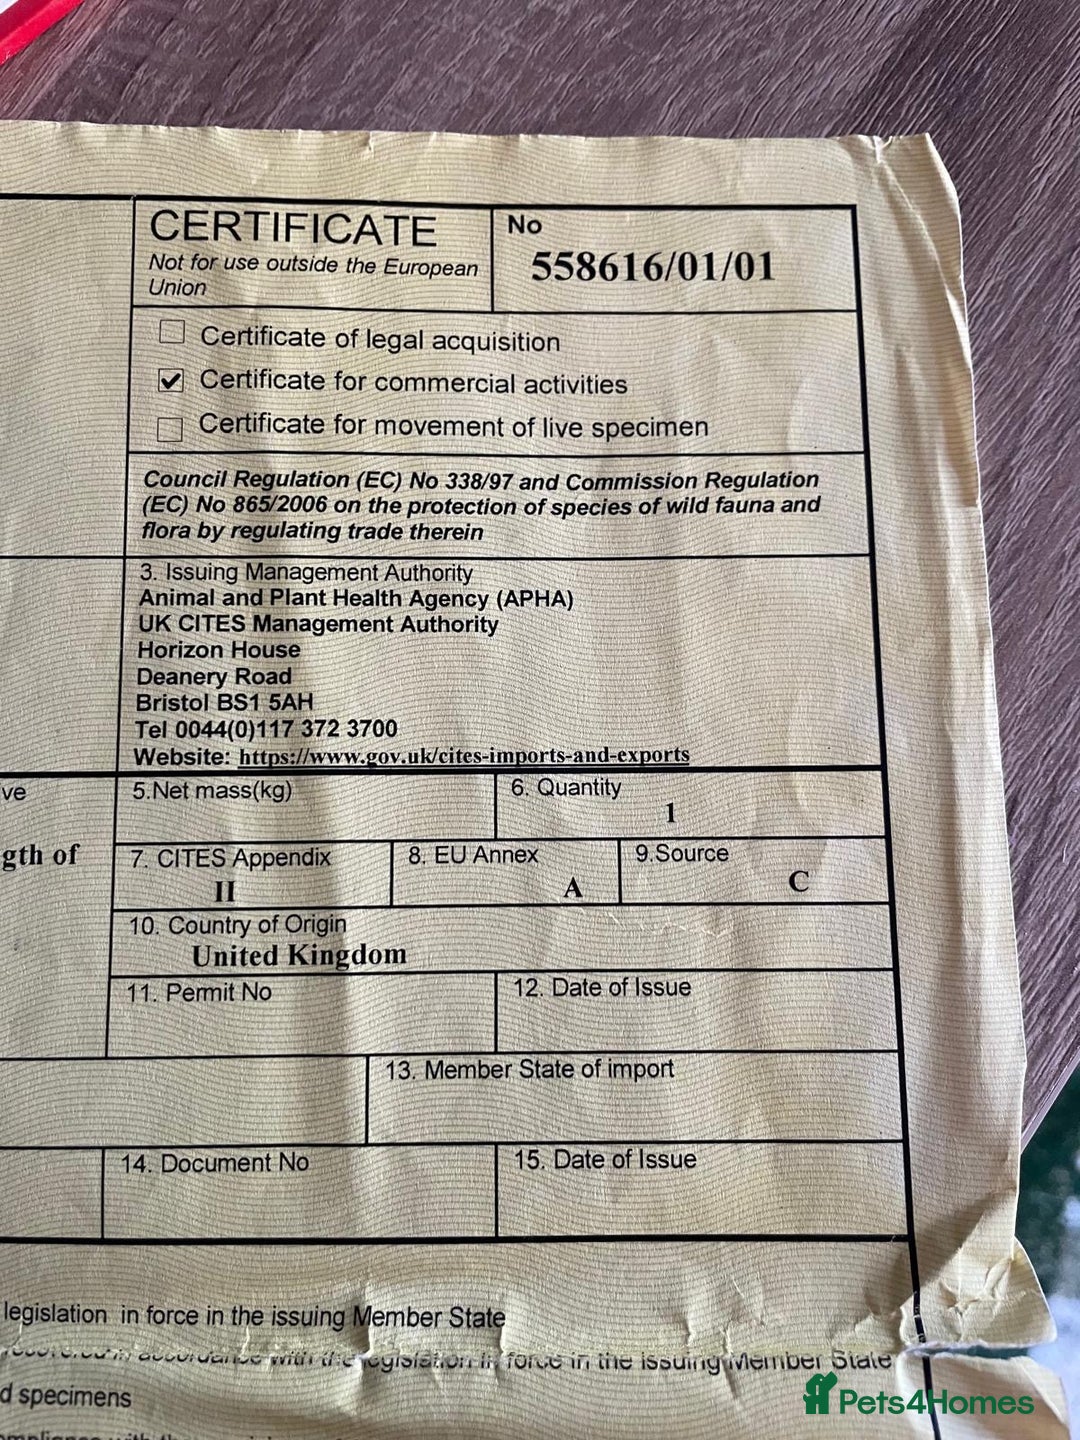 CERTIFICATE
Not for use outside the European
Union
No
558616/01/01
Certificate of legal acquisition
Certificate for commercial activities
Certificate for movement of live specimen
Council Regulation (EC) No 338/97 and Commission Regulation
(EC) No 865/2006 on the protection of species of wild fauna and
flora by regulating trade therein
3. Issuing Management Authority
Animal and Plant Health Agency (APHA)
UK CITES Management Authority
Horizon House
Deanery Road
Bristol BS1 5AH
Tel 0044(0)117 372 3700
Website: https://www.gov.uk/cites-imports-and-exports
ve
gth of
5.Net mass(kg)
6. Quantity
1
7. CITES Appendix
II
8. EU Annex
A
9.Source
C
10. Country of Origin
United Kingdom
11. Permit No
12. Date of Issue
13. Member State of import
14. Document No
15. Date of Issue
legislation in force in the issuing Member State
in accordance with the legislation in force in the issuing Member State
d specimens
Pets4Homes